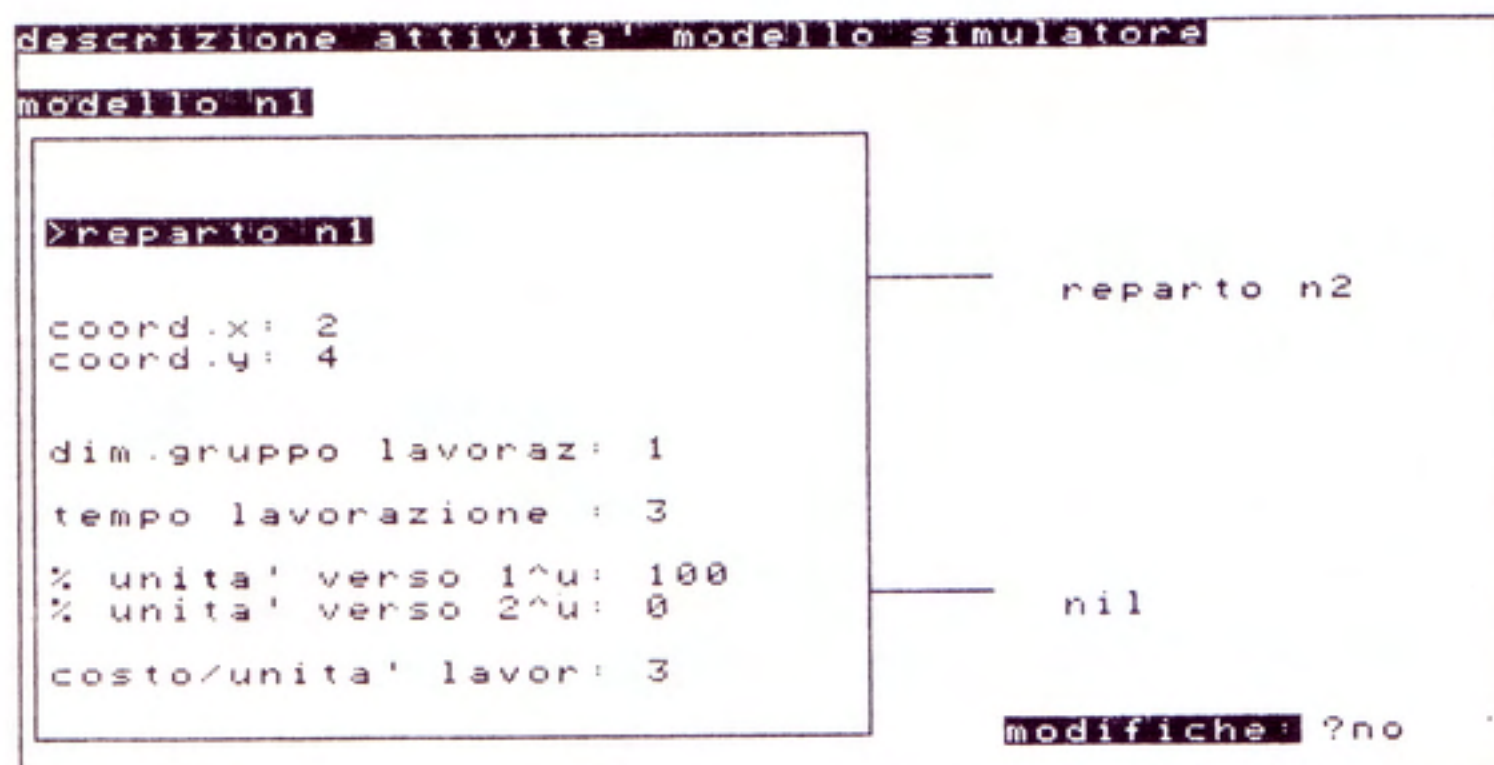 descrizione attivita' modello simulatore
modello n1
>reparto n1
reparto n2
coord.x: 2
coord.y: 4
dim.gruppo lavoraz: 1
tempo lavorazione : 3
% unita' verso 1^u: 100
% unita' verso 2^u: 0
nil
costo/unita' lavor: 3
modifiche: ?no